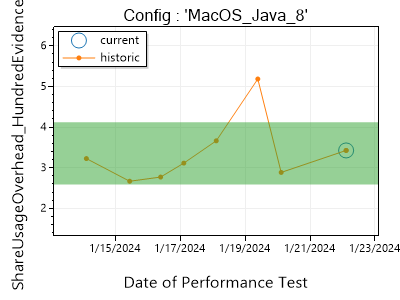 Config : 'MacOS_Java_8'
current
historic
ShareUsageOverhead_HundredEvidence
6
5
4
3
2
1/15/2024 1/17/2024 1/19/2024 1/21/2024 1/23/2024
Date of Performance Test